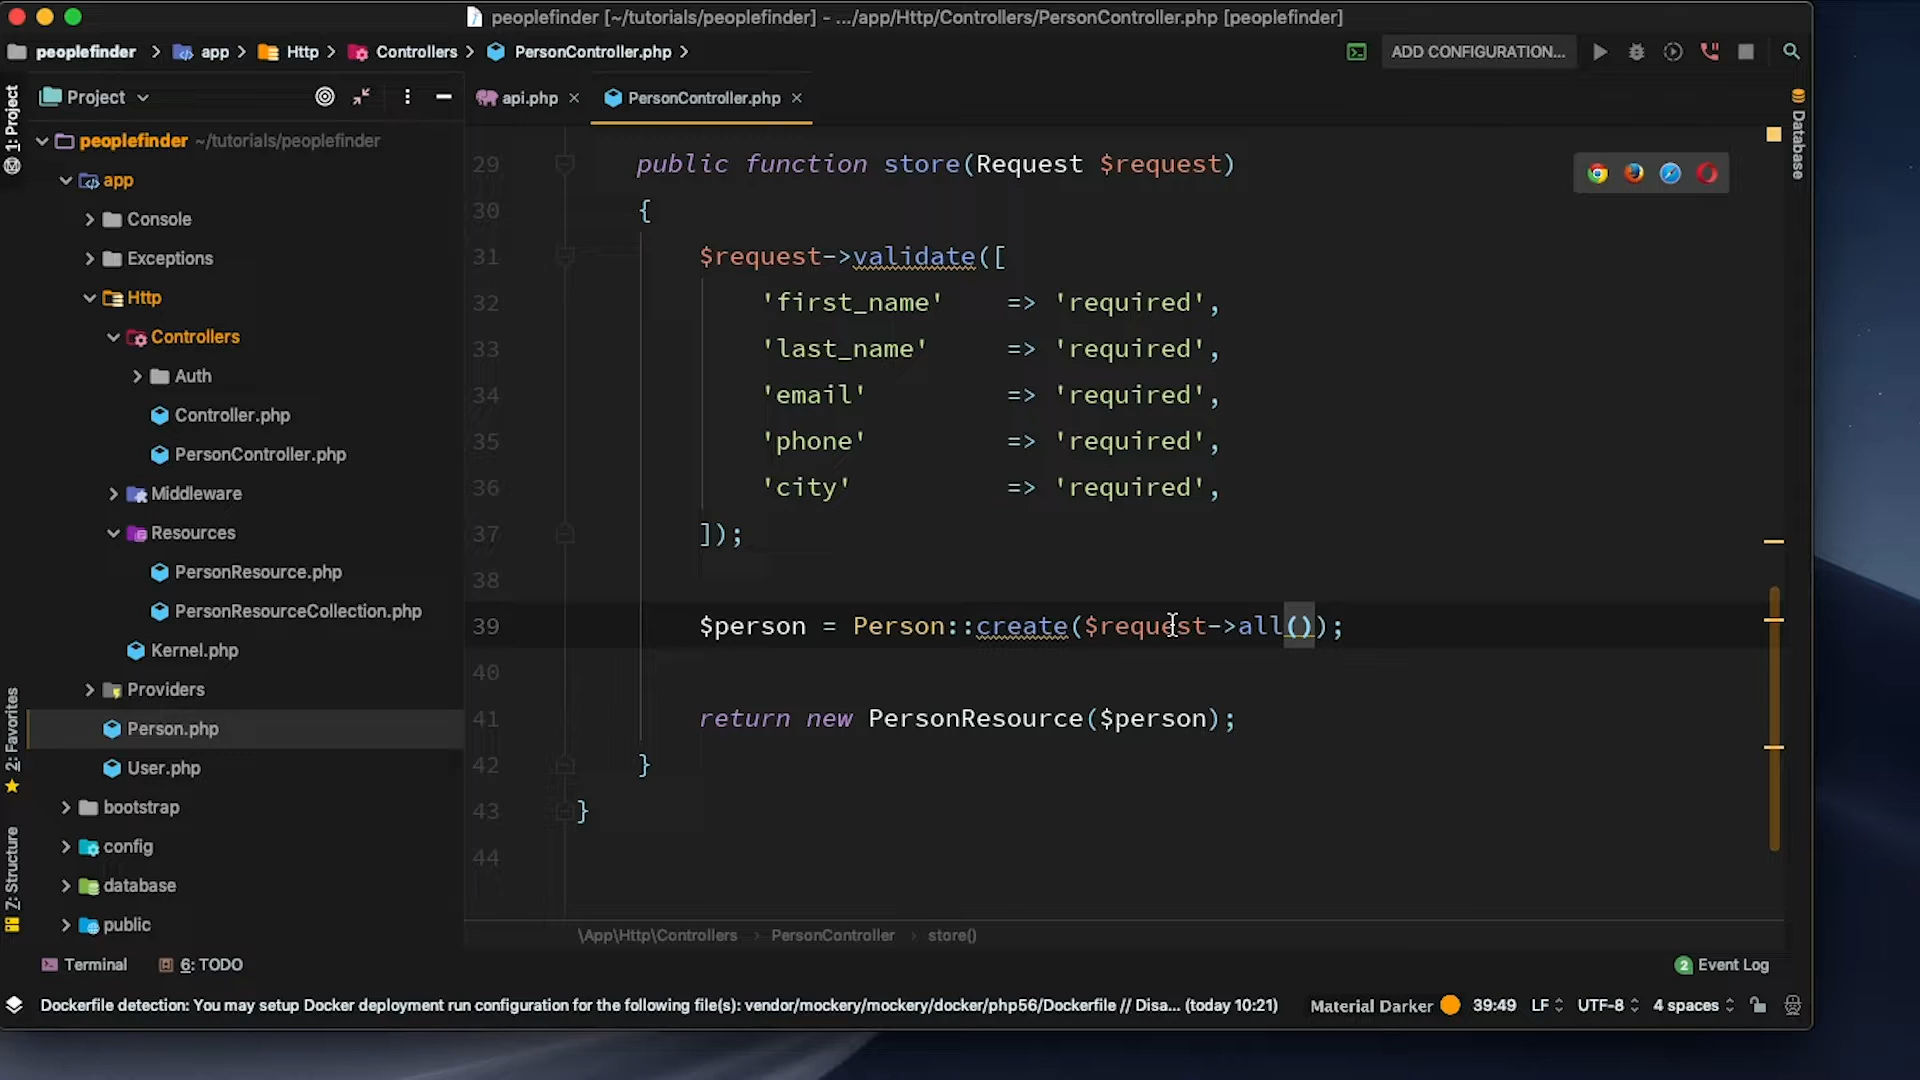 peoplefinder [~/tutorials/peoplefinder] - .../app/Http/Controllers/PersonController.php [peoplefinder]
peoplefinder app Http Controllers PersonController.php ADD CONFIGURATION...
1: Project
Project
api.php PersonController.php
Database
peoplefinder ~/tutorials/peoplefinder
app
Console
Exceptions
Http
Controllers
Auth
Controller.php
PersonController.php
Middleware
Resources
PersonResource.php
PersonResourceCollection.php
Kernel.php
Providers
Person.php
User.php
bootstrap
config
database
public
2: Favorites
7: Structure
29 public function store(Request $request)
30 {
31 $request->validate([
32 'first_name' => 'required',
33 'last_name' => 'required',
34 'email' => 'required',
35 'phone' => 'required',
36 'city' => 'required',
37 ]);
38
39 $person = Person::create($request->all());
40
41 return new PersonResource($person);
42 }
43 }
44
\App\Http\Controllers PersonController store()
Terminal 6: TODO 2 Event Log
Dockerfile detection: You may setup Docker deployment run configuration for the following file(s): vendor/mockery/mockery/docker/php56/Dockerfile // Disa... (today 10:21) Material Darker 39:49 LF UTF-8 4 spaces